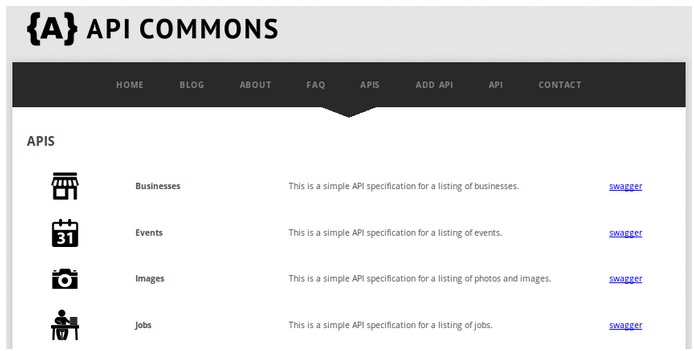 {A} API COMMONS
HOME BLOG ABOUT FAQ APIS ADD API API CONTACT
APIS
Businesses This is a simple API specification for a listing of businesses. swagger
31 Events This is a simple API specification for a listing of events. swagger
Images This is a simple API specification for a listing of photos and images. swagger
Jobs This is a simple API specification for a listing of jobs. swagger